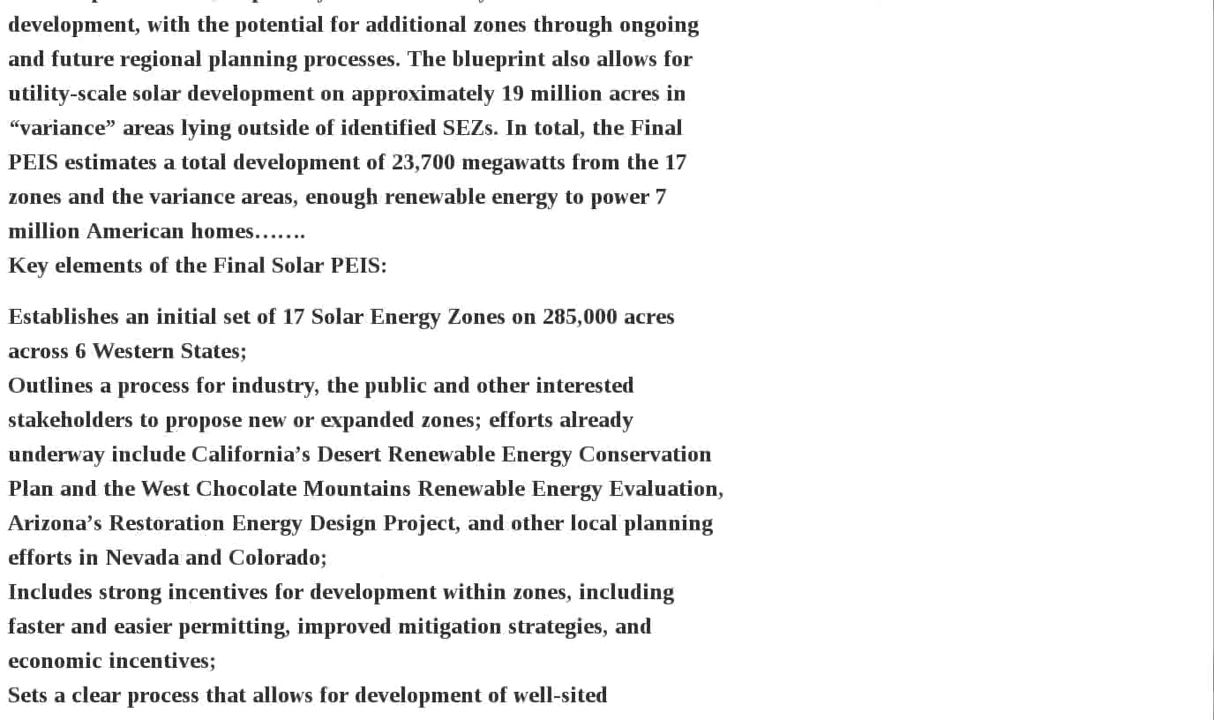 development, with the potential for additional zones through ongoing
and future regional planning processes. The blueprint also allows for
utility-scale solar development on approximately 19 million acres in
“variance” areas lying outside of identified SEZs. In total, the Final
PEIS estimates a total development of 23,700 megawatts from the 17
zones and the variance areas, enough renewable energy to power 7
million American homes…….
Key elements of the Final Solar PEIS:
Establishes an initial set of 17 Solar Energy Zones on 285,000 acres
across 6 Western States;
Outlines a process for industry, the public and other interested
stakeholders to propose new or expanded zones; efforts already
underway include California’s Desert Renewable Energy Conservation
Plan and the West Chocolate Mountains Renewable Energy Evaluation,
Arizona’s Restoration Energy Design Project, and other local planning
efforts in Nevada and Colorado;
Includes strong incentives for development within zones, including
faster and easier permitting, improved mitigation strategies, and
economic incentives;
Sets a clear process that allows for development of well-sited